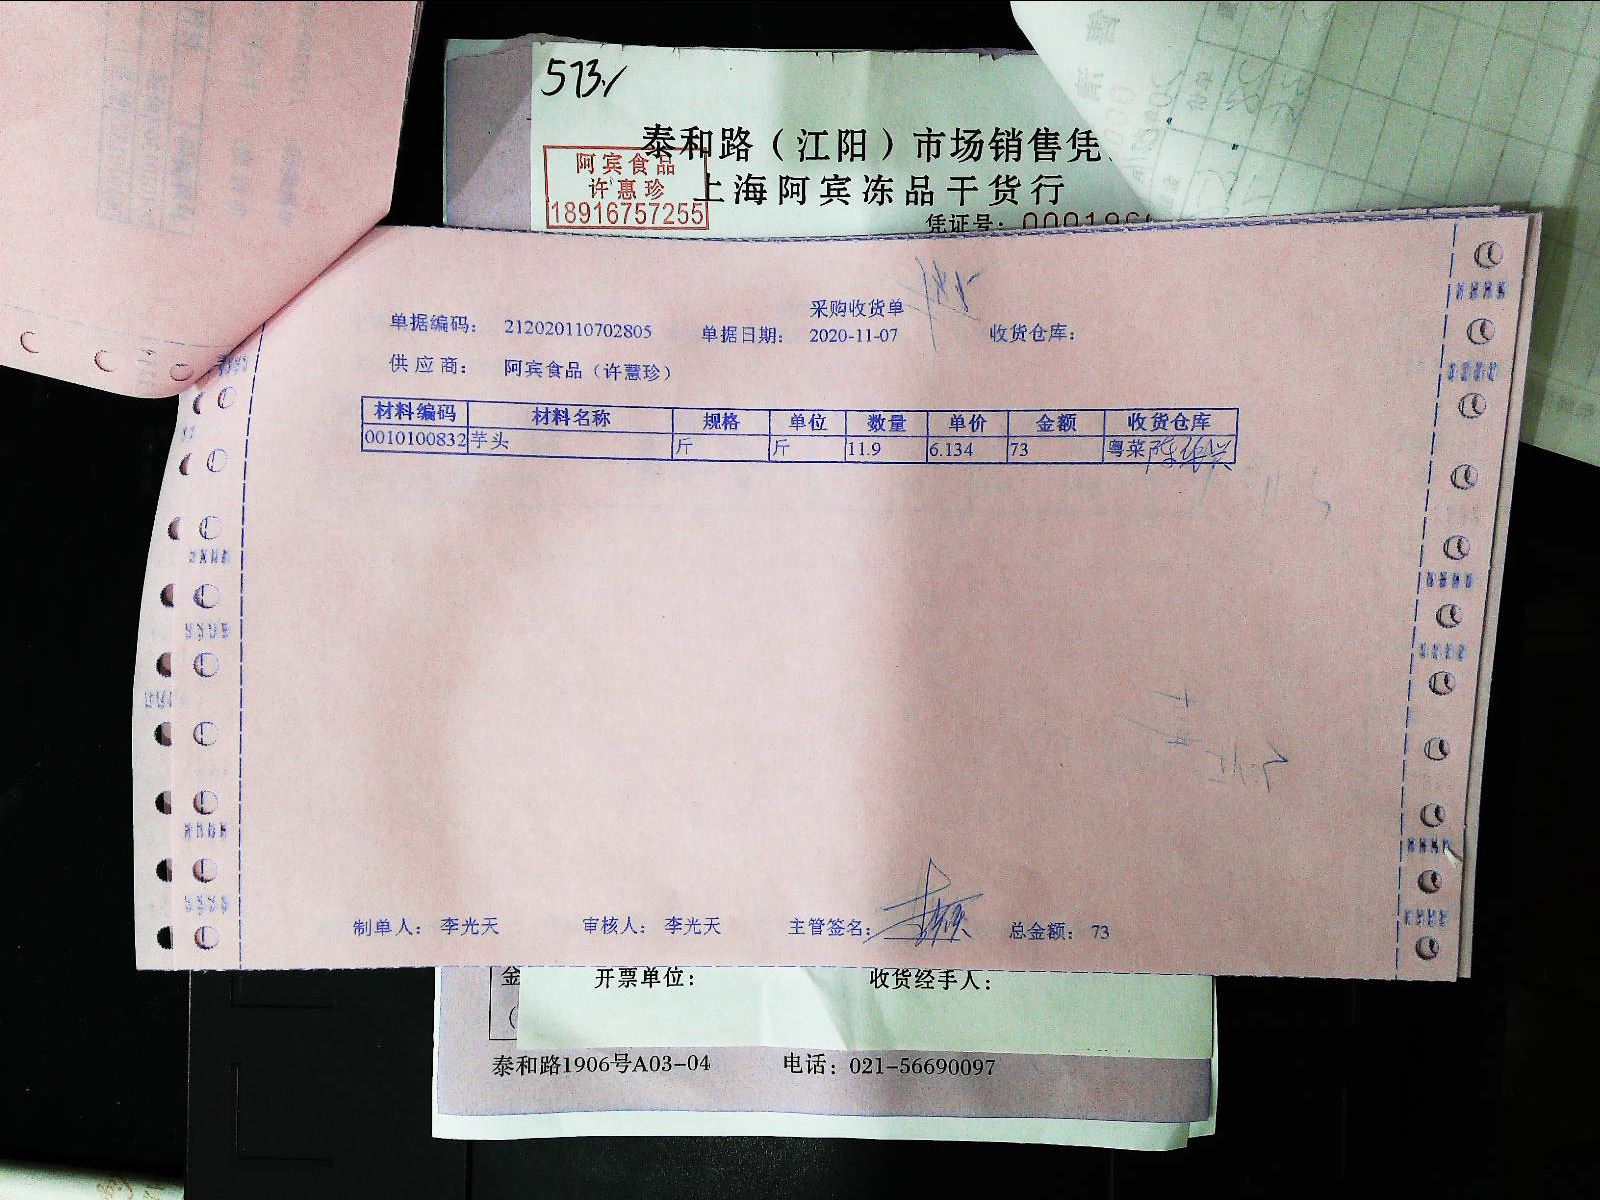 573
泰和路（江阳）市场销售凭
阿宾食品
许惠珍
18916757255
上海阿宾冻品干货行
凭证号：
采购收货单
单据编码： 212020110702805 单据日期： 2020-11-07 收货仓库：
供应商： 阿宾食品（许慧珍）
材料编码 材料名称 规格 单位 数量 单价 金额 收货仓库
0010100832 芋头 斤 斤 11.9 6.134 73 粤菜
制单人： 李光天 审核人： 李光天 主管签名： 总金额： 73
金 开票单位： 收货经手人：
泰和路1906号A03-04 电话：021-56690097